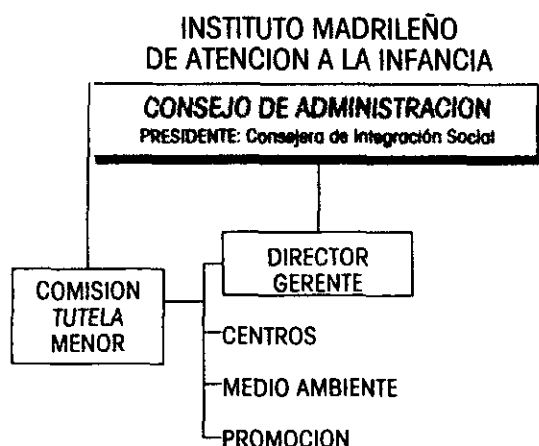 INSTITUTO MADRILEÑO
DE ATENCION A LA INFANCIA
CONSEJO DE ADMINISTRACION
PRESIDENTE: Consejera de Integración Social
DIRECTOR
GERENTE
COMISION
TUTELA
MENOR
CENTROS
MEDIO AMBIENTE
PROMOCION